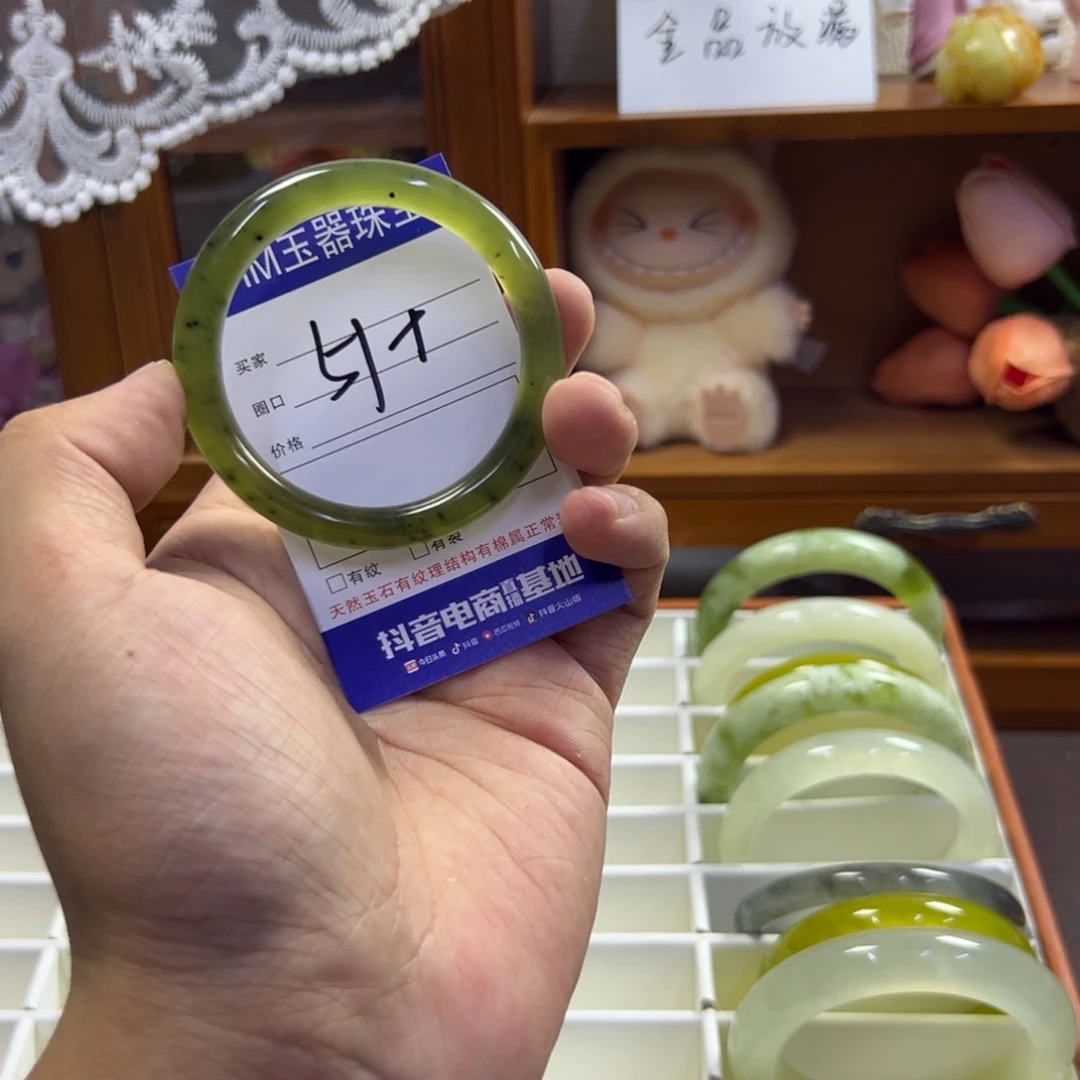 全品放漏
M玉器珠宝
买家
圈口
价格
有裂
有纹
天然玉石有纹理结构有棉属正常
抖音电商直播基地
今日头条 抖音 西瓜视频 抖音火山版